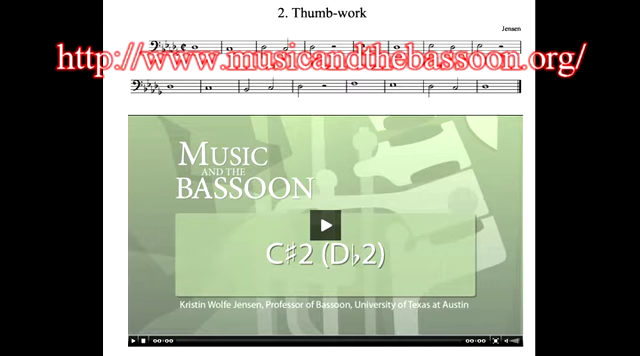 2. Thumb-work
Jensen
http://www.musicandthebassoon.org/
MUSIC
AND THE
BASSOON
C♯2 (D♭2)
Kristin Wolfe Jensen, Professor of Bassoon, University of Texas at Austin
00:00
00:00